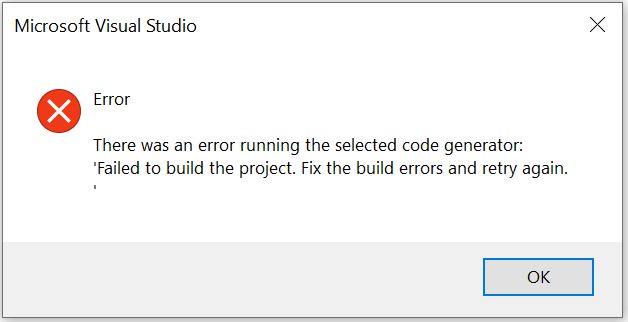 Microsoft Visual Studio
Error
There was an error running the selected code generator:
'Failed to build the project. Fix the build errors and retry again.
'
OK